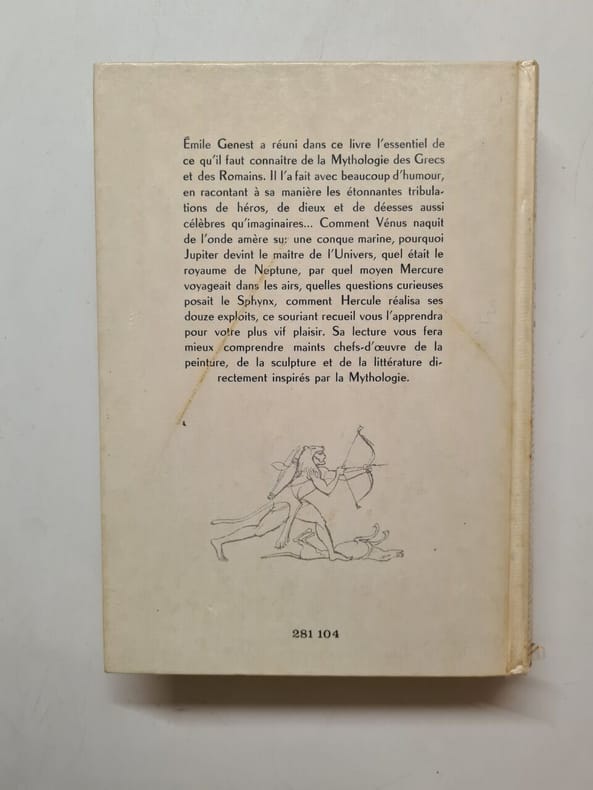 Émile Genest a réuni dans ce livre l'essentiel de
ce qu'il faut connaitre de la Mythologie des Grecs
et des Romains. Il l'a fait avec beaucoup d'humour,
en racontant à sa manière les étonnantes tribula-
tions de héros, de dieux et de déesses aussi
célèbres qu'imaginaires... Comment Vénus naquit
de l'onde amère sur une conque marine, pourquoi
Jupiter devint le maître de l'Univers, quel était le
royaume de Neptune, par quel moyen Mercure
voyageait dans les airs, quelles questions curieuses
posait le Sphynx, comment Hercule réalisa ses
douze exploits, ce souriant recueil vous l'apprendra
pour votre plus vif plaisir. Sa lecture vous fera
mieux comprendre maints chefs-d'œuvre de la
peinture, de la sculpture et de la littérature di-
rectement inspirés par la Mythologie.
281 104